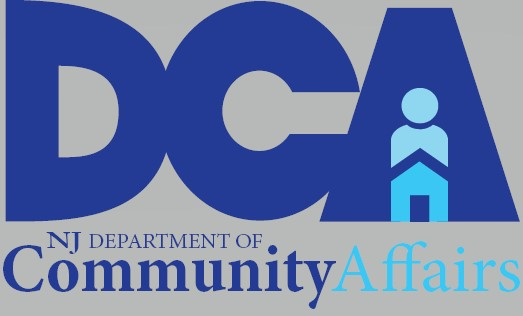 DCA
NJ DEPARTMENT OF
CommunityAffairs